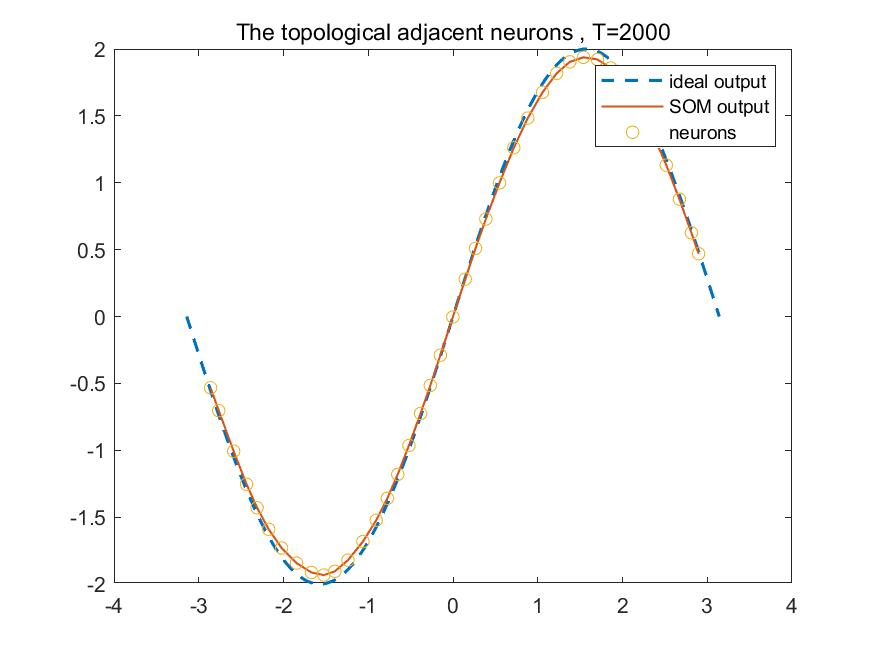 The topological adjacent neurons , T=2000
2
1.5
1
0.5
0
-0.5
-1
-1.5
-2
-4 -3 -2 -1 0 1 2 3 4
ideal output
SOM output
neurons